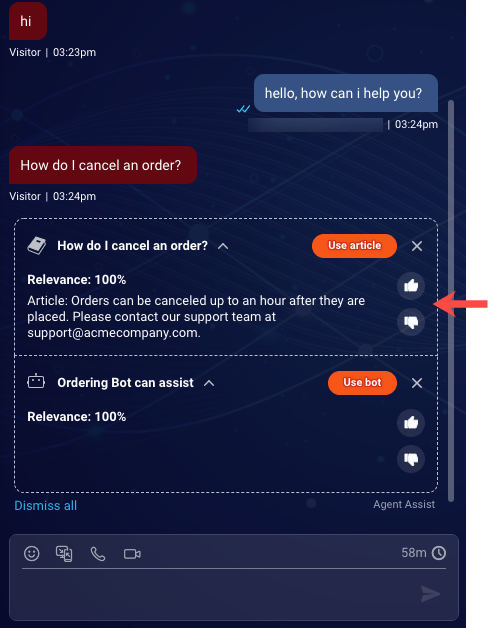 hi
Visitor | 03:23pm
hello, how can i help you?
| 03:24pm
How do I cancel an order?
Visitor | 03:24pm
How do I cancel an order? Use article
Relevance: 100%
Article: Orders can be canceled up to an hour after they are
placed. Please contact our support team at
support@acmecompany.com.
Ordering Bot can assist Use bot
Relevance: 100%
Dismiss all Agent Assist
58m